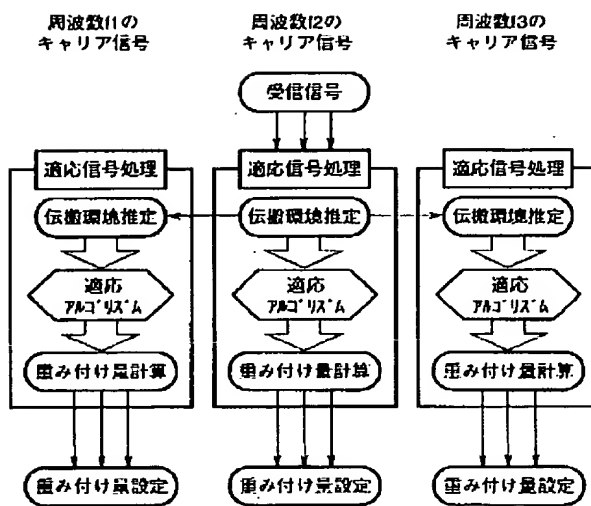 周波数f1の
キャリア信号
周波数f2の
キャリア信号
周波数f3の
キャリア信号
受信信号
適応信号処理
適応信号処理
適応信号処理
伝搬環境推定
伝搬環境推定
伝搬環境推定
適応
ｱﾙｺﾞﾘｽﾞﾑ
適応
ｱﾙｺﾞﾘｽﾞﾑ
適応
ｱﾙｺﾞﾘｽﾞﾑ
重み付け量計算
重み付け量計算
重み付け量計算
重み付け量設定
重み付け量設定
重み付け量設定